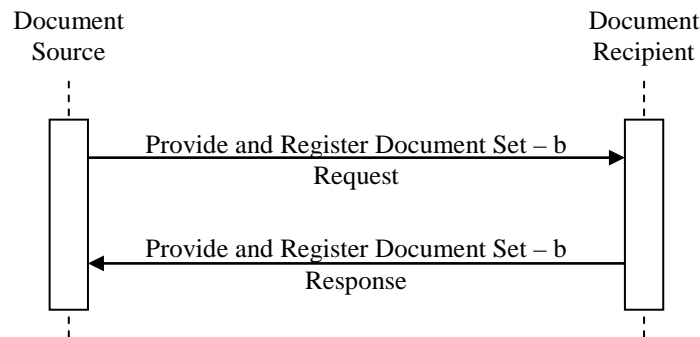 Document
Source
Document
Recipient
Provide and Register Document Set – b
Request
Provide and Register Document Set – b
Response